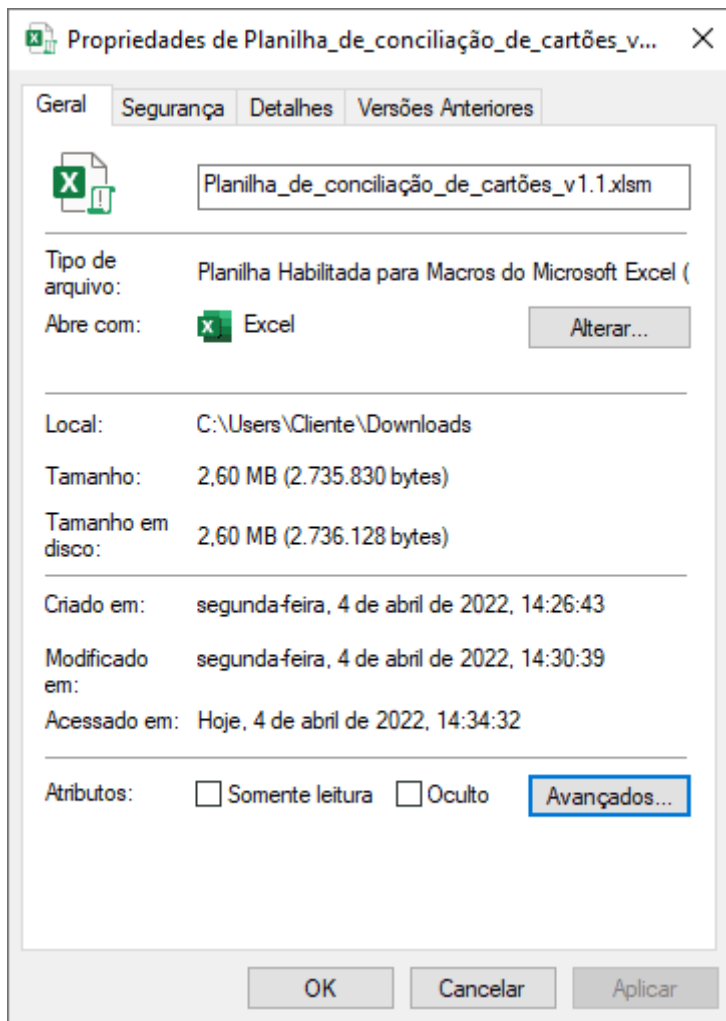 Propriedades de Planilha_de_conciliação_de_cartões_v...
Geral Segurança Detalhes Versões Anteriores
Planilha_de_conciliação_de_cartões_v1.1.xlsm
Tipo de arquivo: Planilha Habilitada para Macros do Microsoft Excel (
Abre com: Excel Alterar...
Local: C:\Users\Cliente\Downloads
Tamanho: 2,60 MB (2.735.830 bytes)
Tamanho em disco: 2,60 MB (2.736.128 bytes)
Criado em: segunda-feira, 4 de abril de 2022, 14:26:43
Modificado em: segunda-feira, 4 de abril de 2022, 14:30:39
Acessado em: Hoje, 4 de abril de 2022, 14:34:32
Atributos: Somente leitura Oculto Avançados...
OK Cancelar Aplicar